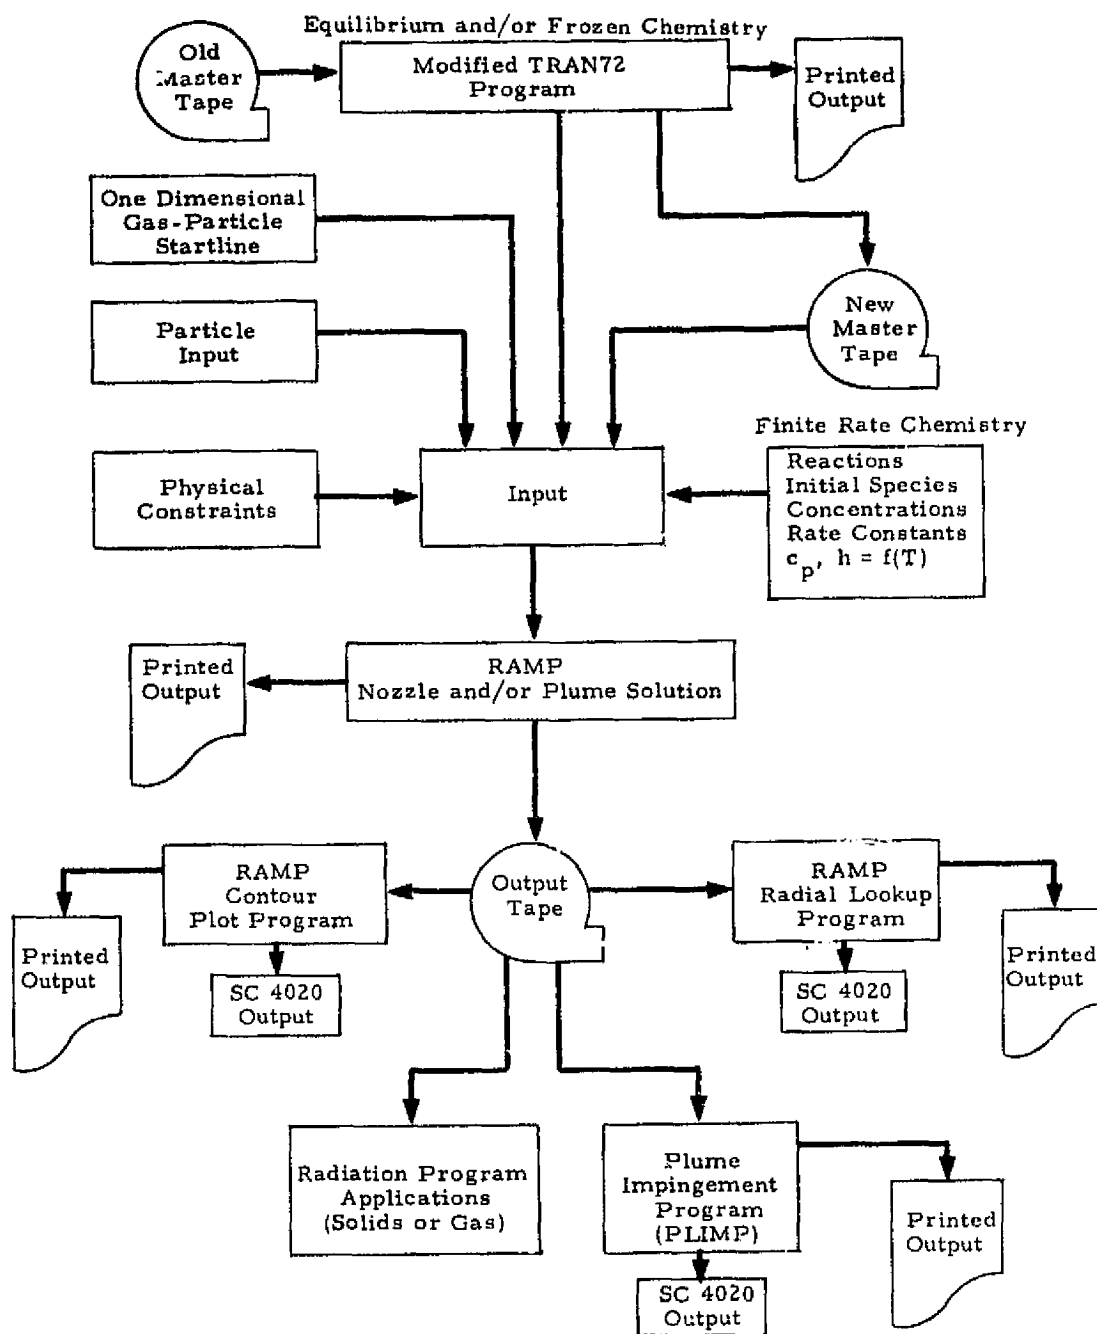 Equilibrium and/or Frozen Chemistry
Old
Master
Tape
Modified TRAN72
Program
Printed
Output
One Dimensional
Gas-Particle
Startline
Particle
Input
New
Master
Tape
Finite Rate Chemistry
Physical
Constraints
Input
Reactions
Initial Species
Concentrations
Rate Constants
c_p, h = f(T)
Printed
Output
RAMP
Nozzle and/or Plume Solution
RAMP
Contour
Plot Program
Output
Tape
RAMP
Radial Lookup
Program
Printed
Output
SC 4020
Output
SC 4020
Output
Printed
Output
Radiation Program
Applications
(Solids or Gas)
Plume
Impingement
Program
(PLIMP)
Printed
Output
SC 4020
Output